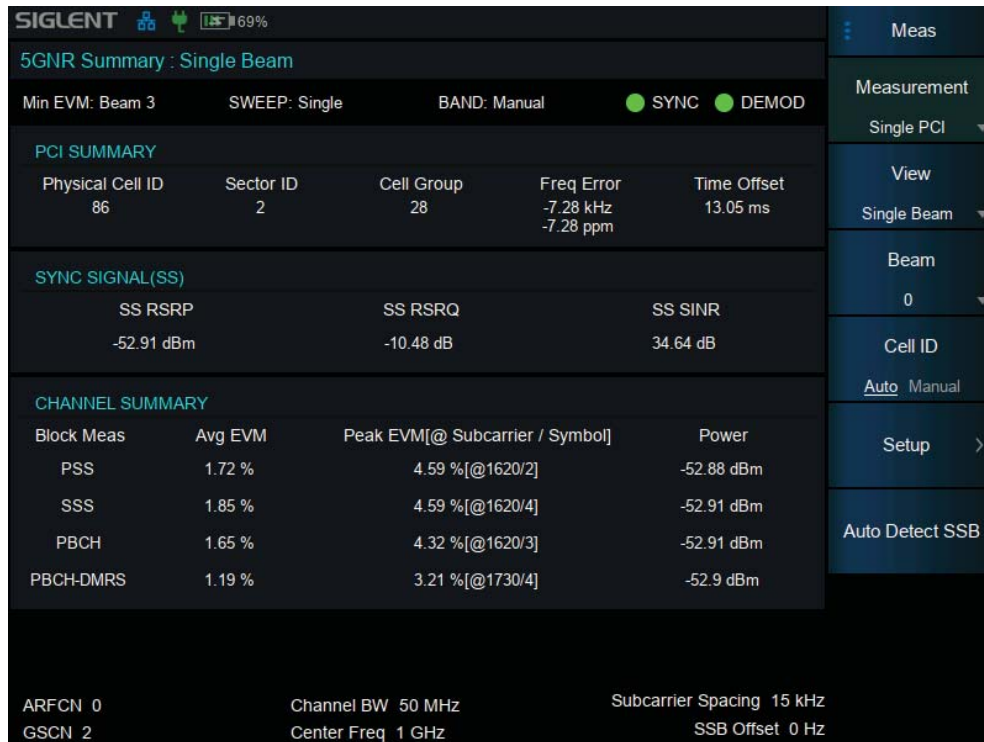 SIGLENT 69%
5GNR Summary : Single Beam
Min EVM: Beam 3 SWEEP: Single BAND: Manual SYNC DEMOD
PCI SUMMARY
Physical Cell ID Sector ID Cell Group Freq Error Time Offset
86 2 28 -7.28 kHz 13.05 ms
-7.28 ppm
SYNC SIGNAL(SS)
SS RSRP SS RSRQ SS SINR
-52.91 dBm -10.48 dB 34.64 dB
CHANNEL SUMMARY
Block Meas Avg EVM Peak EVM[@ Subcarrier / Symbol] Power
PSS 1.72 % 4.59 %[@1620/2] -52.88 dBm
SSS 1.85 % 4.59 %[@1620/4] -52.91 dBm
PBCH 1.65 % 4.32 %[@1620/3] -52.91 dBm
PBCH-DMRS 1.19 % 3.21 %[@1730/4] -52.9 dBm
ARFCN 0 Channel BW 50 MHz Subcarrier Spacing 15 kHz
GSCN 2 Center Freq 1 GHz SSB Offset 0 Hz
Meas
Measurement
Single PCI
View
Single Beam
Beam
0
Cell ID
Auto Manual
Setup
Auto Detect SSB